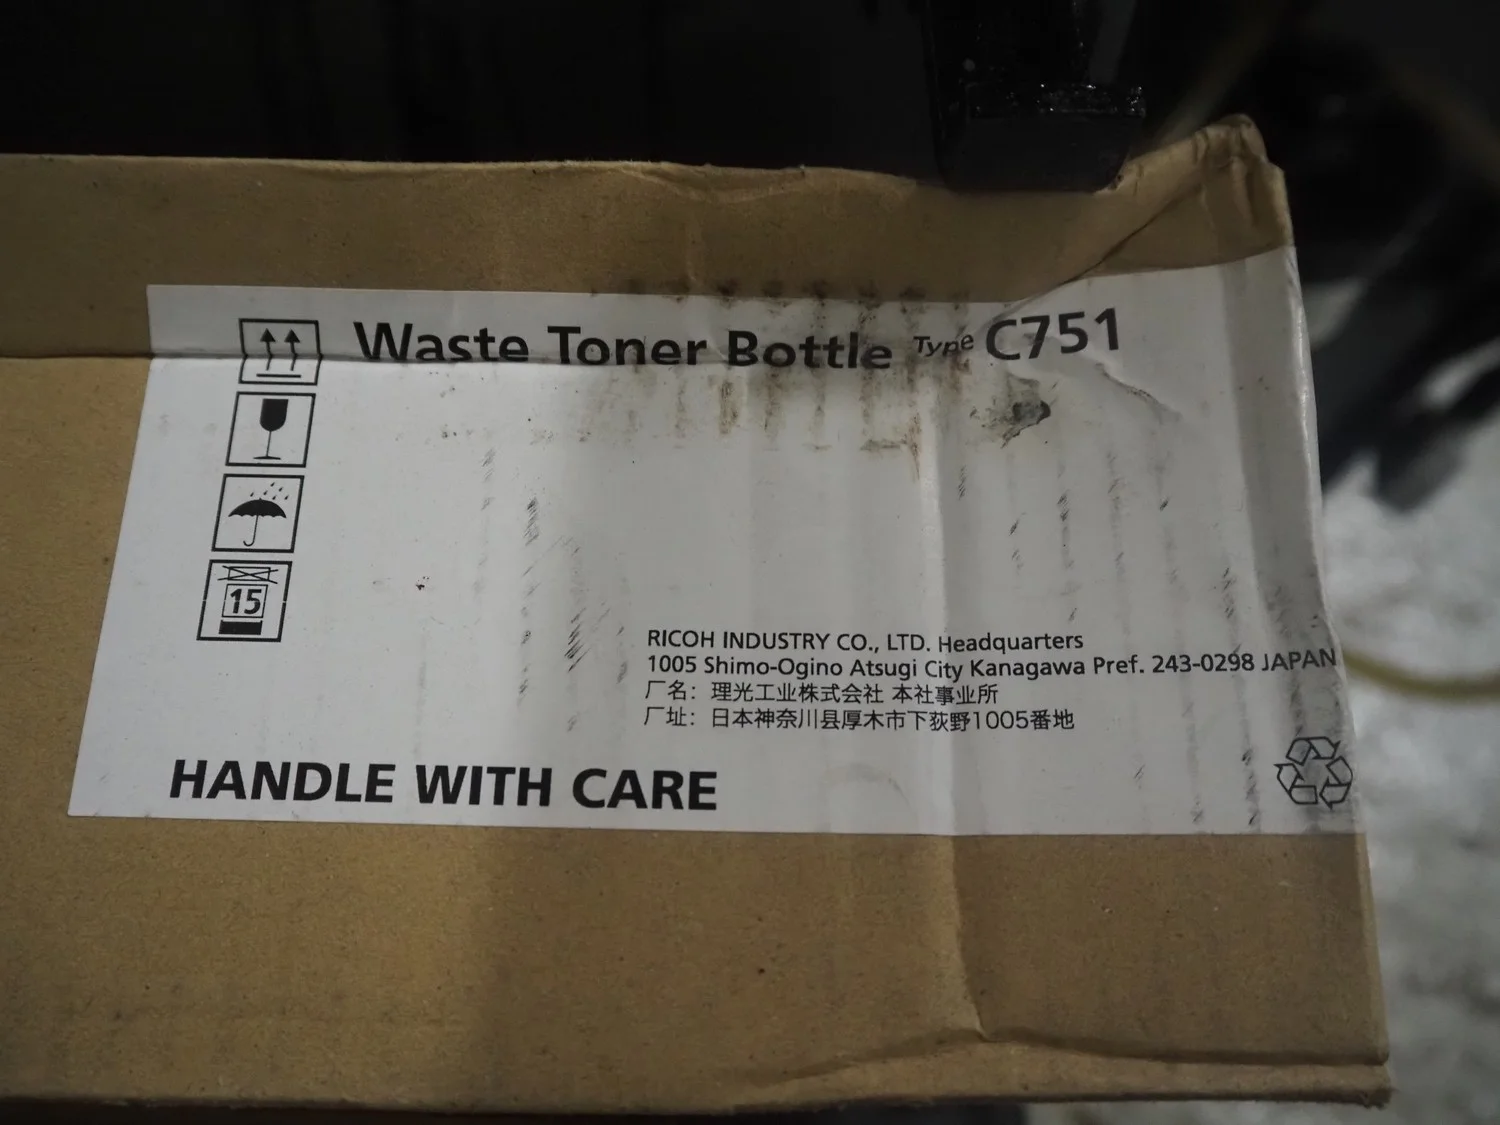 Waste Toner Bottle Type C751
15
RICOH INDUSTRY CO., LTD. Headquarters
1005 Shimo-Ogino Atsugi City Kanagawa Pref. 243-0298 JAPAN
厂名：理光工业株式会社 本社事业所
厂址：日本神奈川县厚木市下荻野1005番地
HANDLE WITH CARE